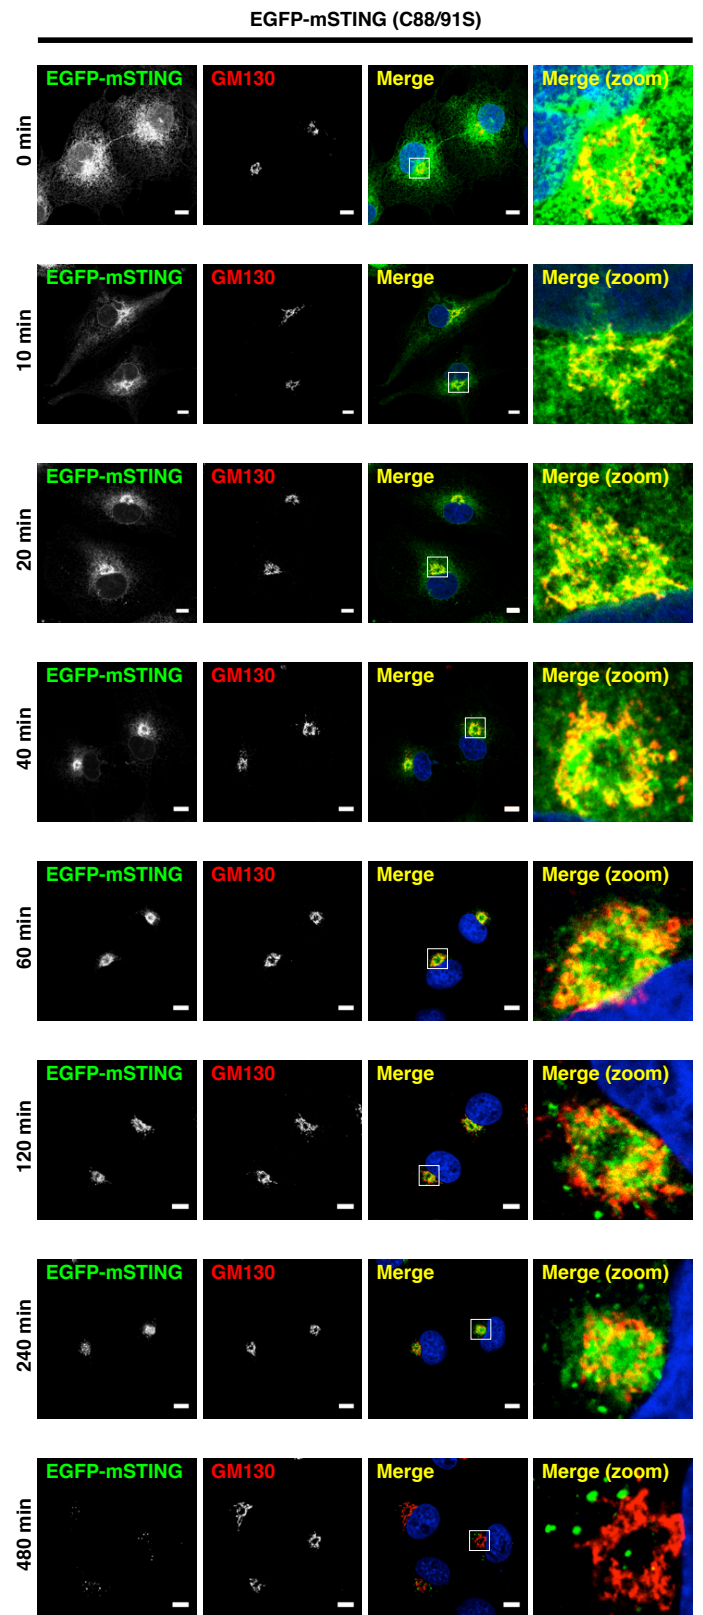 EGFP-mSTING (C88/91S)
0 min
EGFP-mSTING
GM130
Merge
Merge (zoom)
10 min
EGFP-mSTING
GM130
Merge
Merge (zoom)
20 min
EGFP-mSTING
GM130
Merge
Merge (zoom)
40 min
EGFP-mSTING
GM130
Merge
Merge (zoom)
60 min
EGFP-mSTING
GM130
Merge
Merge (zoom)
120 min
EGFP-mSTING
GM130
Merge
Merge (zoom)
240 min
EGFP-mSTING
GM130
Merge
Merge (zoom)
480 min
EGFP-mSTING
GM130
Merge
Merge (zoom)